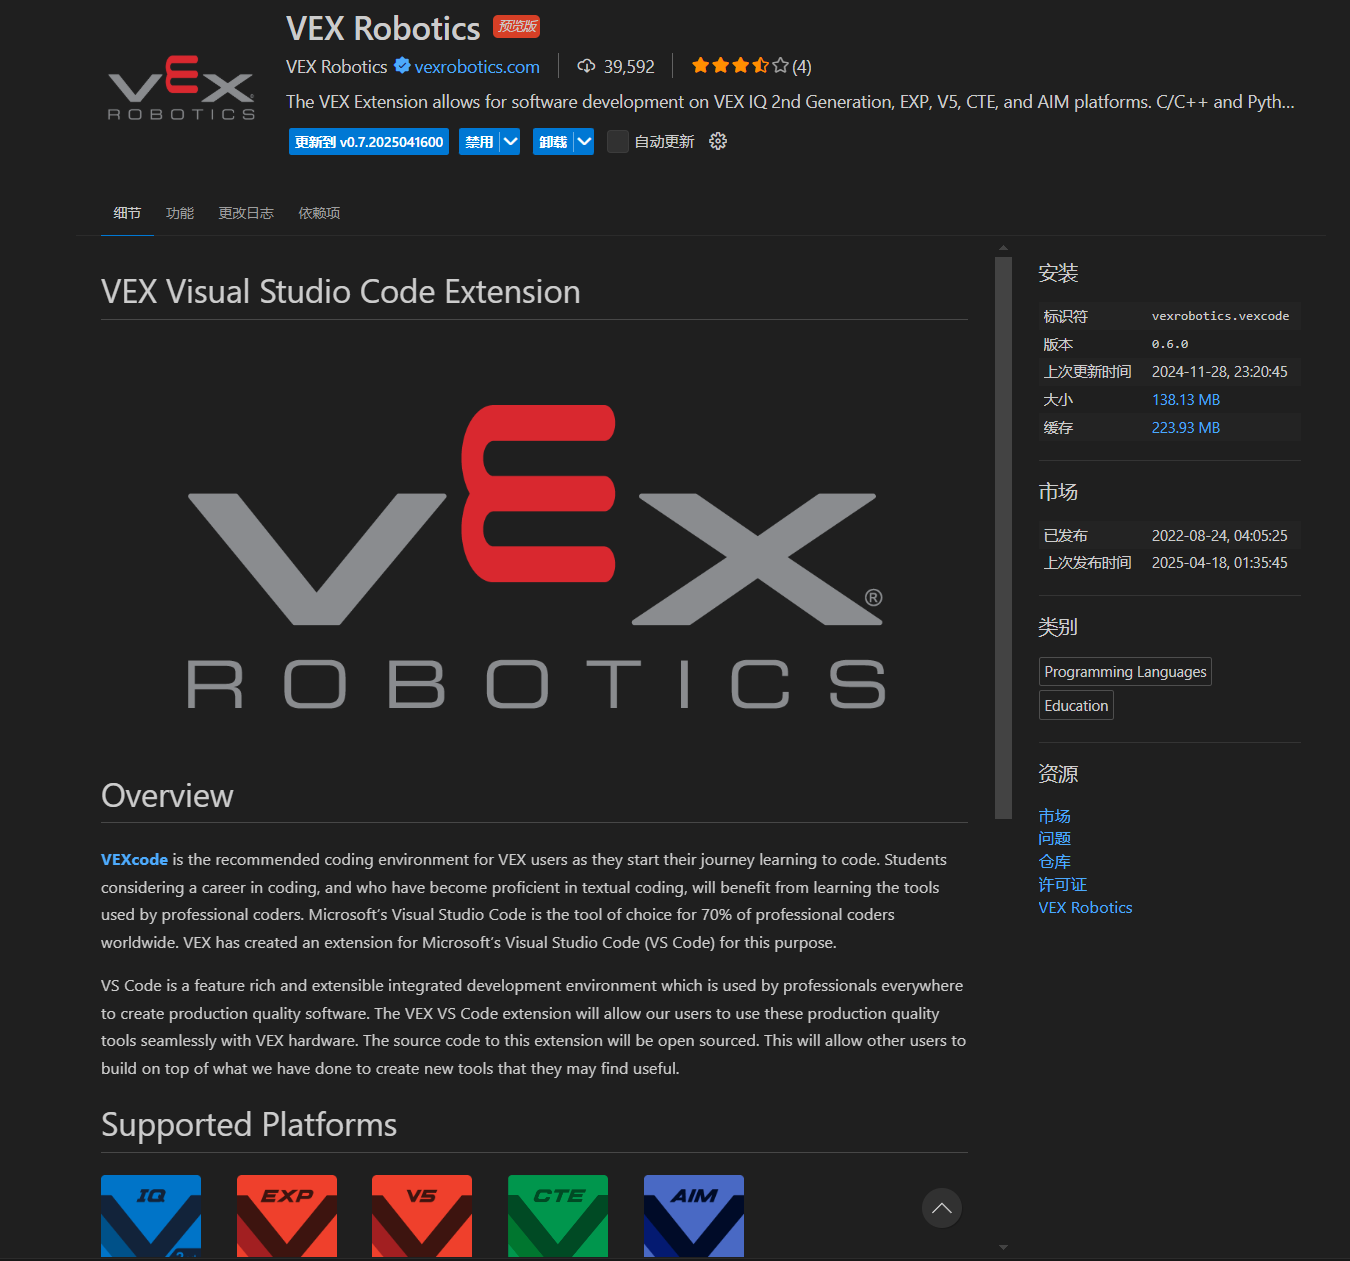 VEX Robotics 预览版
VEX Robotics vexrobotics.com 39,592 (4)
The VEX Extension allows for software development on VEX IQ 2nd Generation, EXP, V5, CTE, and AIM platforms. C/C++ and Pyth...
VEX
ROBOTICS
更新到 v0.7.2025041600 禁用 卸载 自动更新
细节 功能 更改日志 依赖项
VEX Visual Studio Code Extension
VEX®
ROBOTICS
Overview
VEXcode is the recommended coding environment for VEX users as they start their journey learning to code. Students
considering a career in coding, and who have become proficient in textual coding, will benefit from learning the tools
used by professional coders. Microsoft's Visual Studio Code is the tool of choice for 70% of professional coders
worldwide. VEX has created an extension for Microsoft's Visual Studio Code (VS Code) for this purpose.
VS Code is a feature rich and extensible integrated development environment which is used by professionals everywhere
to create production quality software. The VEX VS Code extension will allow our users to use these production quality
tools seamlessly with VEX hardware. The source code to this extension will be open sourced. This will allow other users to
build on top of what we have done to create new tools that they may find useful.
Supported Platforms
IQ EXP V5 CTE AIM
安装
标识符 vexrobotics.vexcode
版本 0.6.0
上次更新时间 2024-11-28, 23:20:45
大小 138.13 MB
缓存 223.93 MB
市场
已发布 2022-08-24, 04:05:25
上次发布时间 2025-04-18, 01:35:45
类别
Programming Languages
Education
资源
市场
问题
仓库
许可证
VEX Robotics